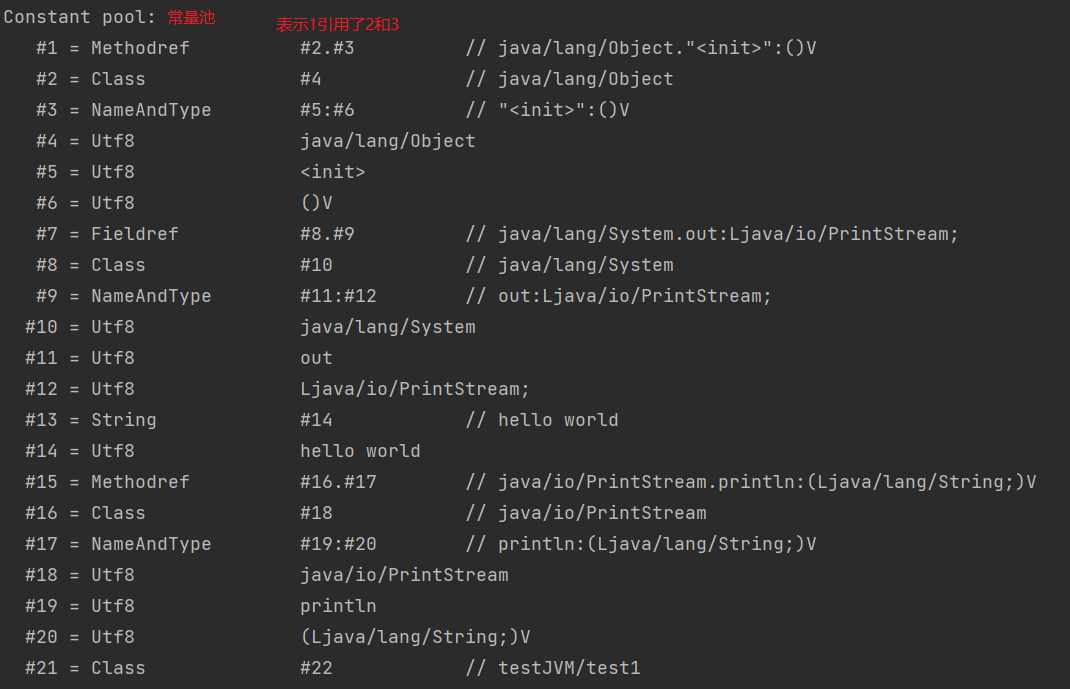 Constant pool: 常量池
表示1引用了2和3
#1 = Methodref #2.#3 // java/lang/Object."<init>":()V
#2 = Class #4 // java/lang/Object
#3 = NameAndType #5:#6 // "<init>":()V
#4 = Utf8 java/lang/Object
#5 = Utf8 <init>
#6 = Utf8 ()V
#7 = Fieldref #8.#9 // java/lang/System.out:Ljava/io/PrintStream;
#8 = Class #10 // java/lang/System
#9 = NameAndType #11:#12 // out:Ljava/io/PrintStream;
#10 = Utf8 java/lang/System
#11 = Utf8 out
#12 = Utf8 Ljava/io/PrintStream;
#13 = String #14 // hello world
#14 = Utf8 hello world
#15 = Methodref #16.#17 // java/io/PrintStream.println:(Ljava/lang/String;)V
#16 = Class #18 // java/io/PrintStream
#17 = NameAndType #19:#20 // println:(Ljava/lang/String;)V
#18 = Utf8 java/io/PrintStream
#19 = Utf8 println
#20 = Utf8 (Ljava/lang/String;)V
#21 = Class #22 // testJVM/test1